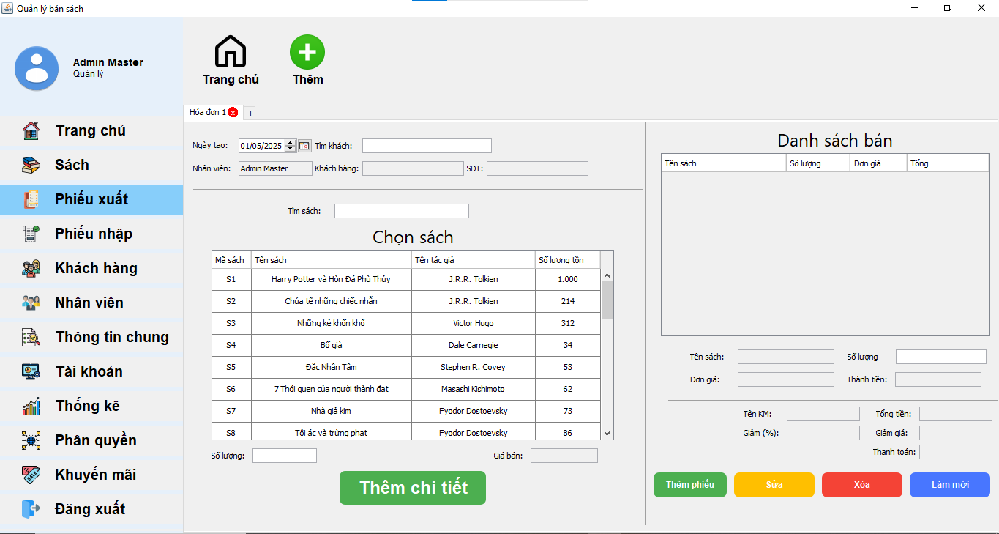 Quản lý bán sách
Admin Master
Quản lý
Trang chủ
Sách
Phiếu xuất
Phiếu nhập
Khách hàng
Nhân viên
Thông tin chung
Tài khoản
Thống kê
Phân quyền
Khuyến mãi
Đăng xuất
Trang chủ Thêm
Hóa đơn 1 x +
Ngày tạo: 01/05/2025 Tìm khách:
Nhân viên: Admin Master Khách hàng: SDT:
Tìm sách:
Chọn sách
Mã sách Tên sách Tên tác giả Số lượng tồn
S1 Harry Potter và Hòn Đá Phù Thủy J.R.R. Tolkien 1.000
S2 Chúa tể những chiếc nhẫn J.R.R. Tolkien 214
S3 Những kẻ khốn khổ Victor Hugo 312
S4 Bố già Dale Carnegie 34
S5 Đắc Nhân Tâm Stephen R. Covey 53
S6 7 Thói quen của người thành đạt Masashi Kishimoto 62
S7 Nhà giả kim Fyodor Dostoevsky 73
S8 Tội ác và trừng phạt Fyodor Dostoevsky 86
Số lượng: Giá bán:
Thêm chi tiết
Danh sách bán
Tên sách Số lượng Đơn giá Tổng
Tên sách: Số lượng
Đơn giá: Thành tiền:
Tên KM: Tổng tiền:
Giảm (%): Giảm giá:
Thanh toán:
Thêm phiếu Sửa Xóa Làm mới